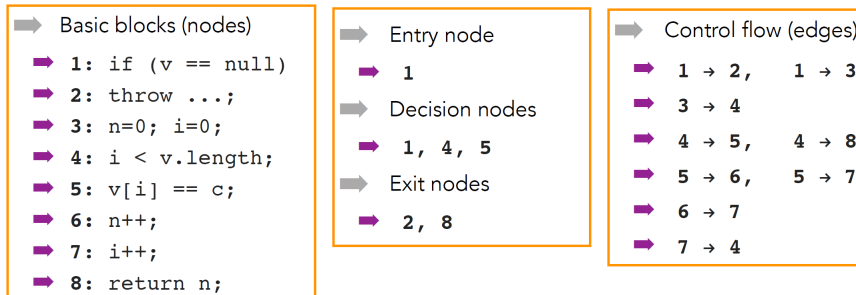 Basic blocks (nodes)
1: if (v == null)
2: throw ...;
3: n=0; i=0;
4: i < v.length;
5: v[i] == c;
6: n++;
7: i++;
8: return n;
Entry node
1
Decision nodes
1, 4, 5
Exit nodes
2, 8
Control flow (edges)
1 → 2, 1 → 3
3 → 4
4 → 5, 4 → 8
5 → 6, 5 → 7
6 → 7
7 → 4